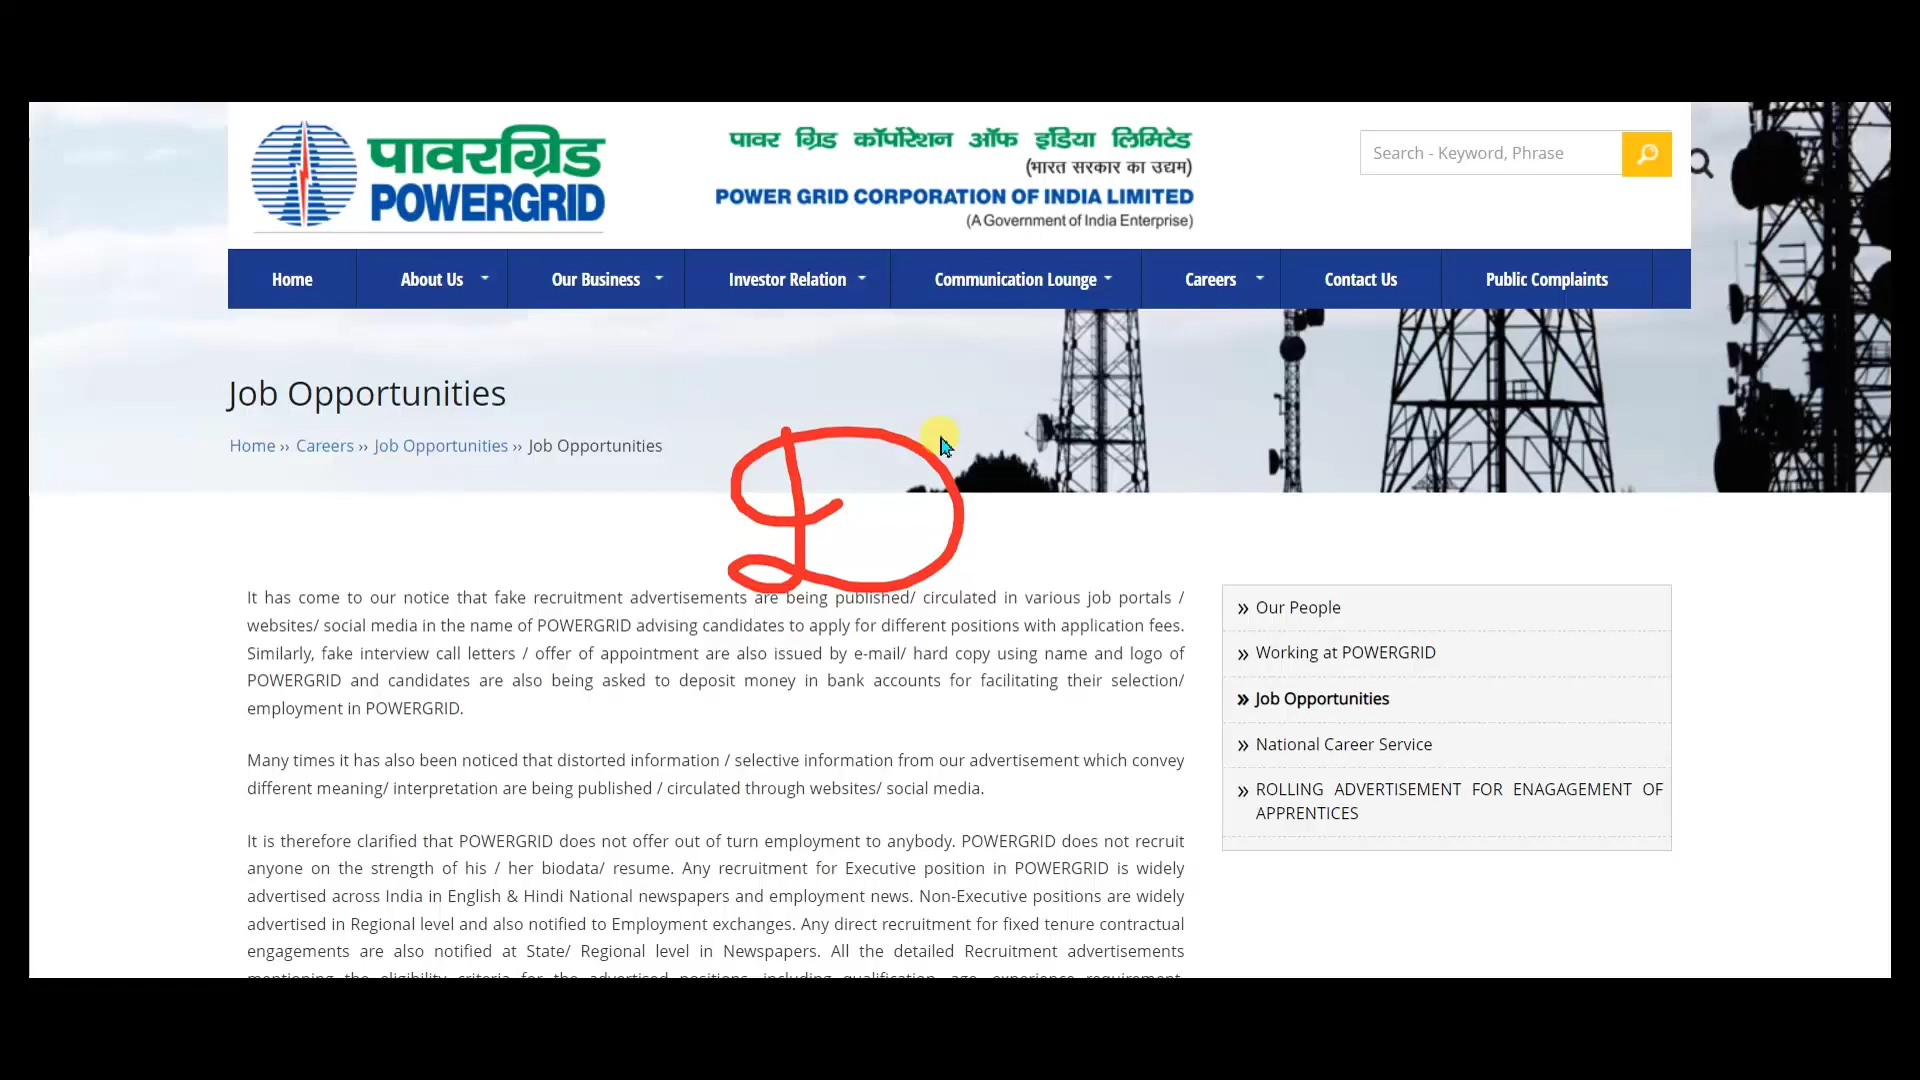 पावरग्रिड
POWERGRID
पावर ग्रिड कॉर्पोरेशन ऑफ इंडिया लिमिटेड
(भारत सरकार का उद्यम)
POWER GRID CORPORATION OF INDIA LIMITED
(A Government of India Enterprise)
Search - Keyword, Phrase
Home About Us Our Business Investor Relation Communication Lounge Careers Contact Us Public Complaints
Job Opportunities
Home ›› Careers ›› Job Opportunities ›› Job Opportunities
D
It has come to our notice that fake recruitment advertisements are being published/ circulated in various job portals /
websites/ social media in the name of POWERGRID advising candidates to apply for different positions with application fees.
Similarly, fake interview call letters / offer of appointment are also issued by e-mail/ hard copy using name and logo of
POWERGRID and candidates are also being asked to deposit money in bank accounts for facilitating their selection/
employment in POWERGRID.
Many times it has also been noticed that distorted information / selective information from our advertisement which convey
different meaning/ interpretation are being published / circulated through websites/ social media.
It is therefore clarified that POWERGRID does not offer out of turn employment to anybody. POWERGRID does not recruit
anyone on the strength of his / her biodata/ resume. Any recruitment for Executive position in POWERGRID is widely
advertised across India in English & Hindi National newspapers and employment news. Non-Executive positions are widely
advertised in Regional level and also notified to Employment exchanges. Any direct recruitment for fixed tenure contractual
engagements are also notified at State/ Regional level in Newspapers. All the detailed Recruitment advertisements
mentioning the eligibility criteria for the advertised positions, including qualification, age, experience requirement,
» Our People
» Working at POWERGRID
» Job Opportunities
» National Career Service
» ROLLING ADVERTISEMENT FOR ENAGAGEMENT OF
APPRENTICES